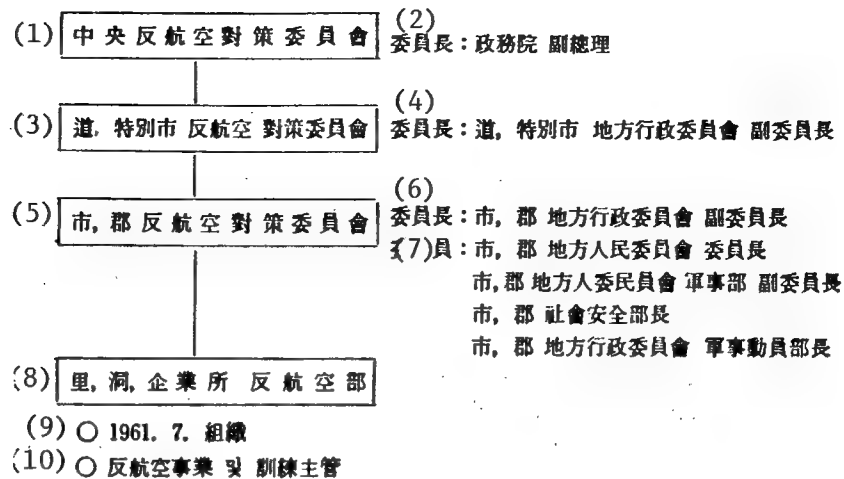 (1) 中央反航空對策委員會 (2)
委員長：政務院 副總理
(3) 道, 特別市 反航空 對策委員會 (4)
委員長：道, 特別市 地方行政委員會 副委員長
(5) 市, 郡 反航空對策委員會 (6)
委員長：市, 郡 地方行政委員會 副委員長
(7)員：市, 郡 地方人民委員會 委員長
市, 郡 地方人委民員會 軍事部 副委員長
市, 郡 社會安全部長
市, 郡 地方行政委員會 軍事動員部長
(8) 里, 洞, 企業所 反航空部
(9) ○ 1961. 7. 組織
(10) ○ 反航空事業 및 訓練主管